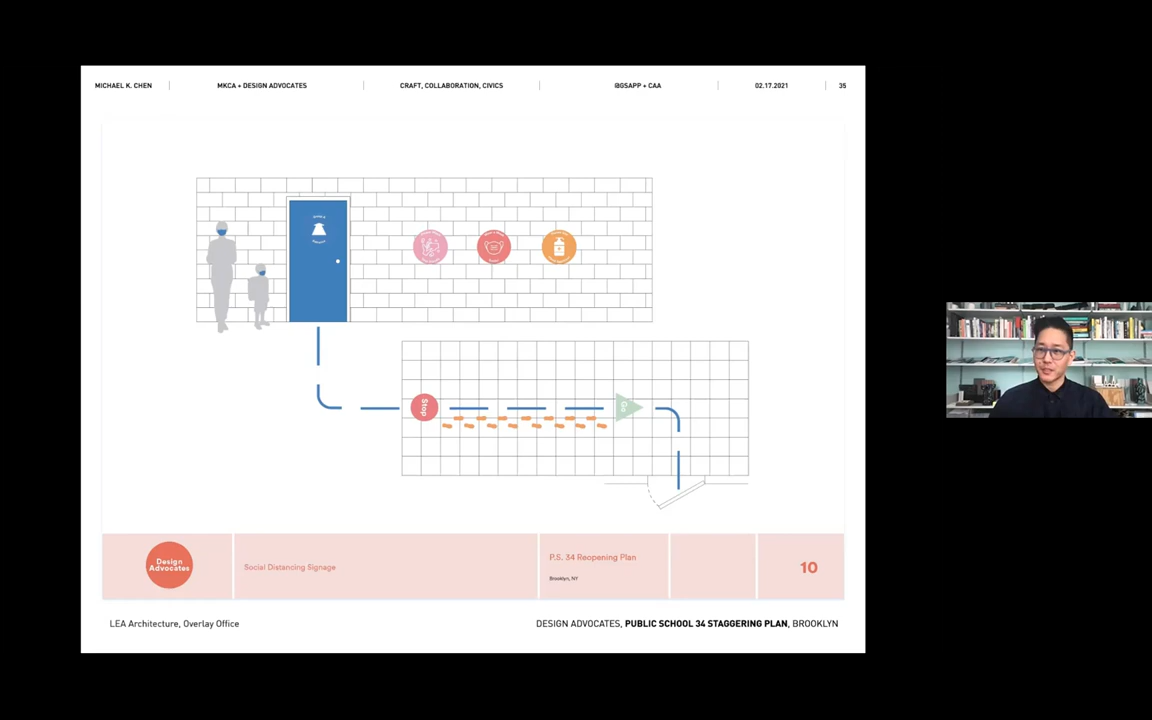 MICHAEL K. CHEN
MKCA + DESIGN ADVOCATES
CRAFT, COLLABORATION, CIVICS
@GSAPP + CAA
02.17.2021
35
Stop
Go
Design
Advocates
Social Distancing Signage
P.S. 34 Reopening Plan
Brooklyn, NY
10
LEA Architecture, Overlay Office
DESIGN ADVOCATES, PUBLIC SCHOOL 34 STAGGERING PLAN, BROOKLYN